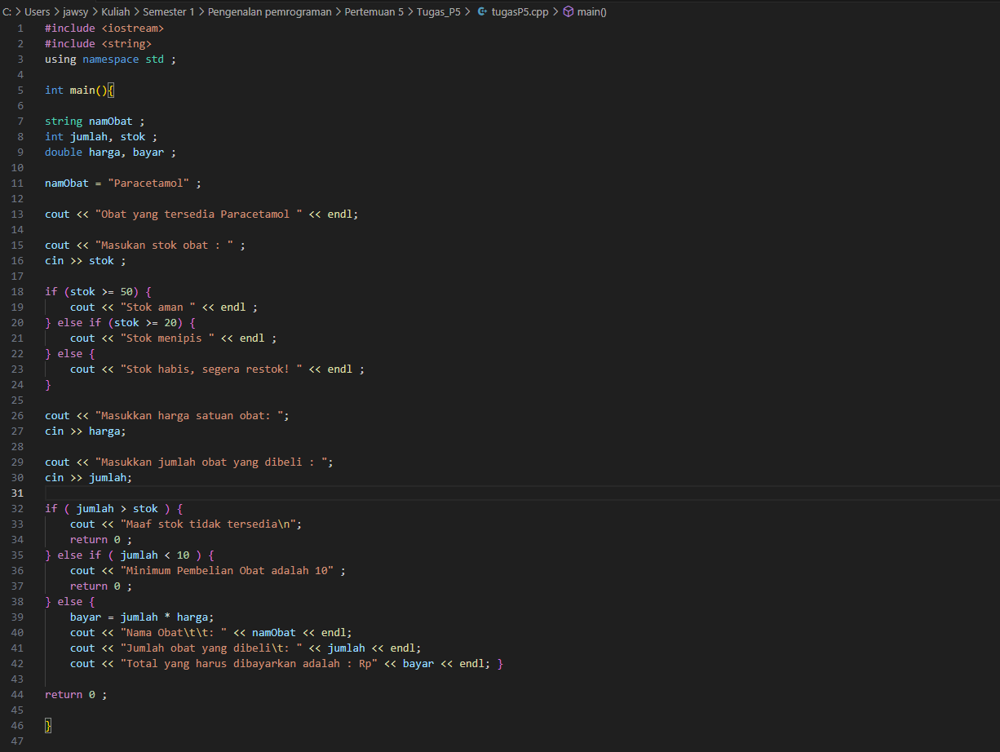 C: > Users > jawsy > Kuliah > Semester 1 > Pengenalan pemrograman > Pertemuan 5 > Tugas_P5 > tugasP5.cpp > main()
1 #include <iostream>
2 #include <string>
3 using namespace std ;
4
5 int main(){
6
7 string namObat ;
8 int jumlah, stok ;
9 double harga, bayar ;
10
11 namObat = "Paracetamol" ;
12
13 cout << "Obat yang tersedia Paracetamol " << endl;
14
15 cout << "Masukan stok obat : " ;
16 cin >> stok ;
17
18 if (stok >= 50) {
19     cout << "Stok aman " << endl ;
20 } else if (stok >= 20) {
21     cout << "Stok menipis " << endl ;
22 } else {
23     cout << "Stok habis, segera restok! " << endl ;
24 }
25
26 cout << "Masukkan harga satuan obat: ";
27 cin >> harga;
28
29 cout << "Masukkan jumlah obat yang dibeli : ";
30 cin >> jumlah;
31
32 if ( jumlah > stok ) {
33     cout << "Maaf stok tidak tersedia\n";
34     return 0 ;
35 } else if ( jumlah < 10 ) {
36     cout << "Minimum Pembelian Obat adalah 10" ;
37     return 0 ;
38 } else {
39     bayar = jumlah * harga;
40     cout << "Nama Obat\t\t: " << namObat << endl;
41     cout << "Jumlah obat yang dibeli\t: " << jumlah << endl;
42     cout << "Total yang harus dibayarkan adalah : Rp" << bayar << endl; }
43
44 return 0 ;
45
46 }
47